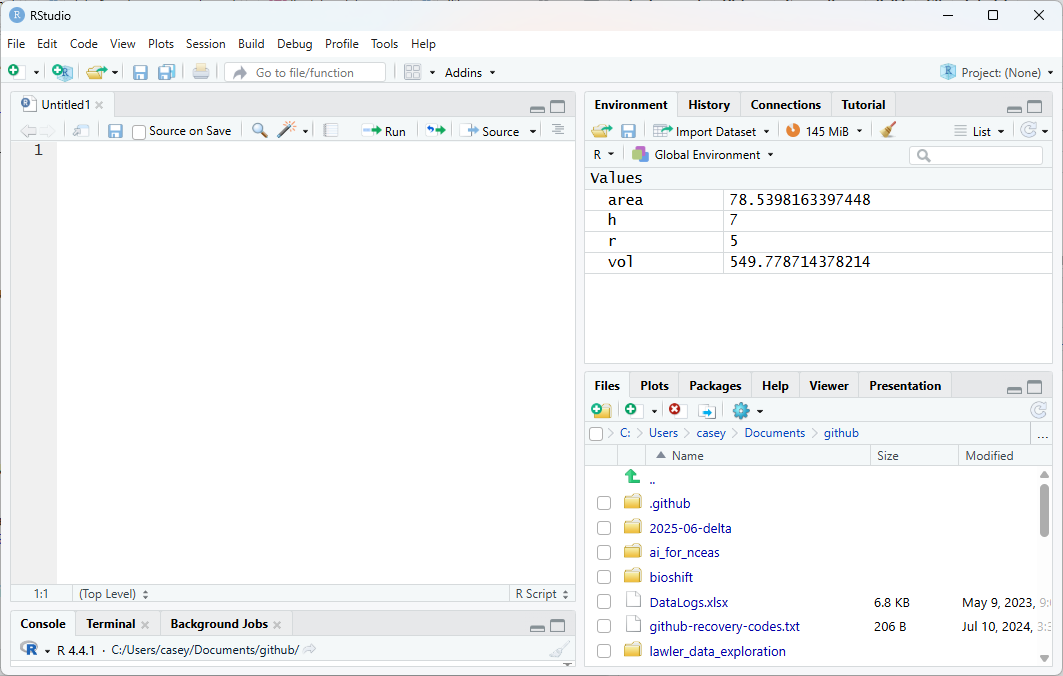 RStudio
File Edit Code View Plots Session Build Debug Profile Tools Help
Go to file/function Addins Project: (None)
Untitled1
Source on Save Run Source
1
1:1 (Top Level) R Script
Console Terminal Background Jobs
R 4.4.1 · C:/Users/casey/Documents/github/
Environment History Connections Tutorial
Import Dataset 145 MiB List
R Global Environment
Values
area 78.5398163397448
h 7
r 5
vol 549.778714378214
Files Plots Packages Help Viewer Presentation
C: Users casey Documents github ...
Name Size Modified
..
.github
2025-06-delta
ai_for_nceas
bioshift
DataLogs.xlsx 6.8 KB May 9, 2023,
github-recovery-codes.txt 206 B Jul 10, 2024,
lawler_data_exploration